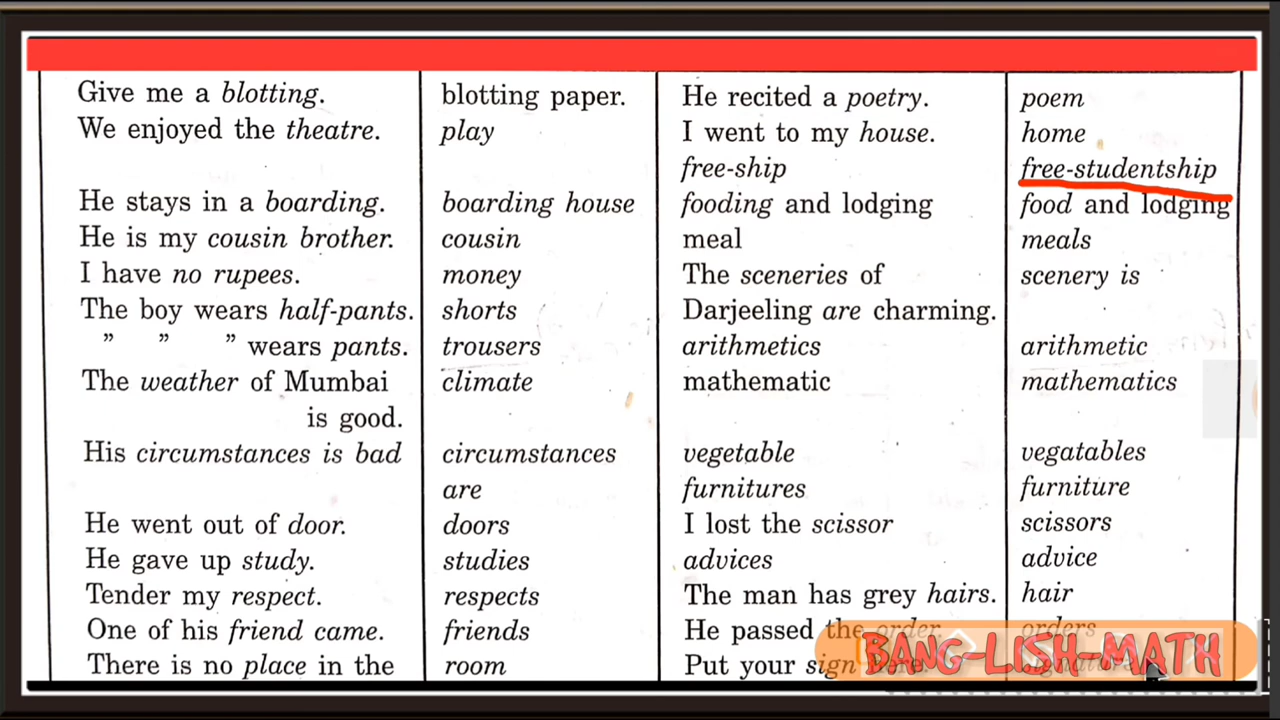 Give me a blotting. blotting paper. He recited a poetry. poem
We enjoyed the theatre. play I went to my house. home
free-ship free-studentship
He stays in a boarding. boarding house fooding and lodging food and lodging
He is my cousin brother. cousin meal meals
I have no rupees. money The sceneries of scenery is
The boy wears half-pants. shorts Darjeeling are charming.
” ” ” wears pants. trousers arithmetics arithmetic
The weather of Mumbai climate mathematic mathematics
is good.
His circumstances is bad circumstances vegetable vegatables
are furnitures furniture
He went out of door. doors I lost the scissor scissors
He gave up study. studies advices advice
Tender my respect. respects The man has grey hairs. hair
One of his friend came. friends He passed the order. orders
There is no place in the room Put your sign here
BANG-LISH-MATH